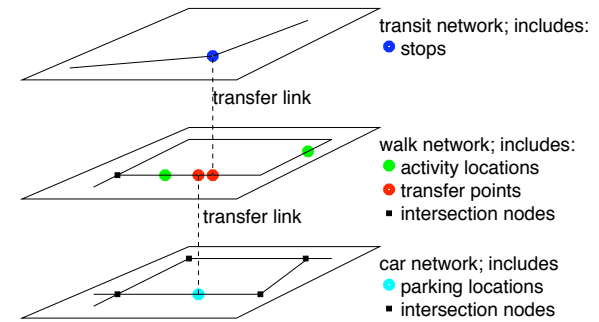 transit network; includes:
stops
transfer link
walk network; includes:
activity locations
transfer points
intersection nodes
transfer link
car network; includes
parking locations
intersection nodes